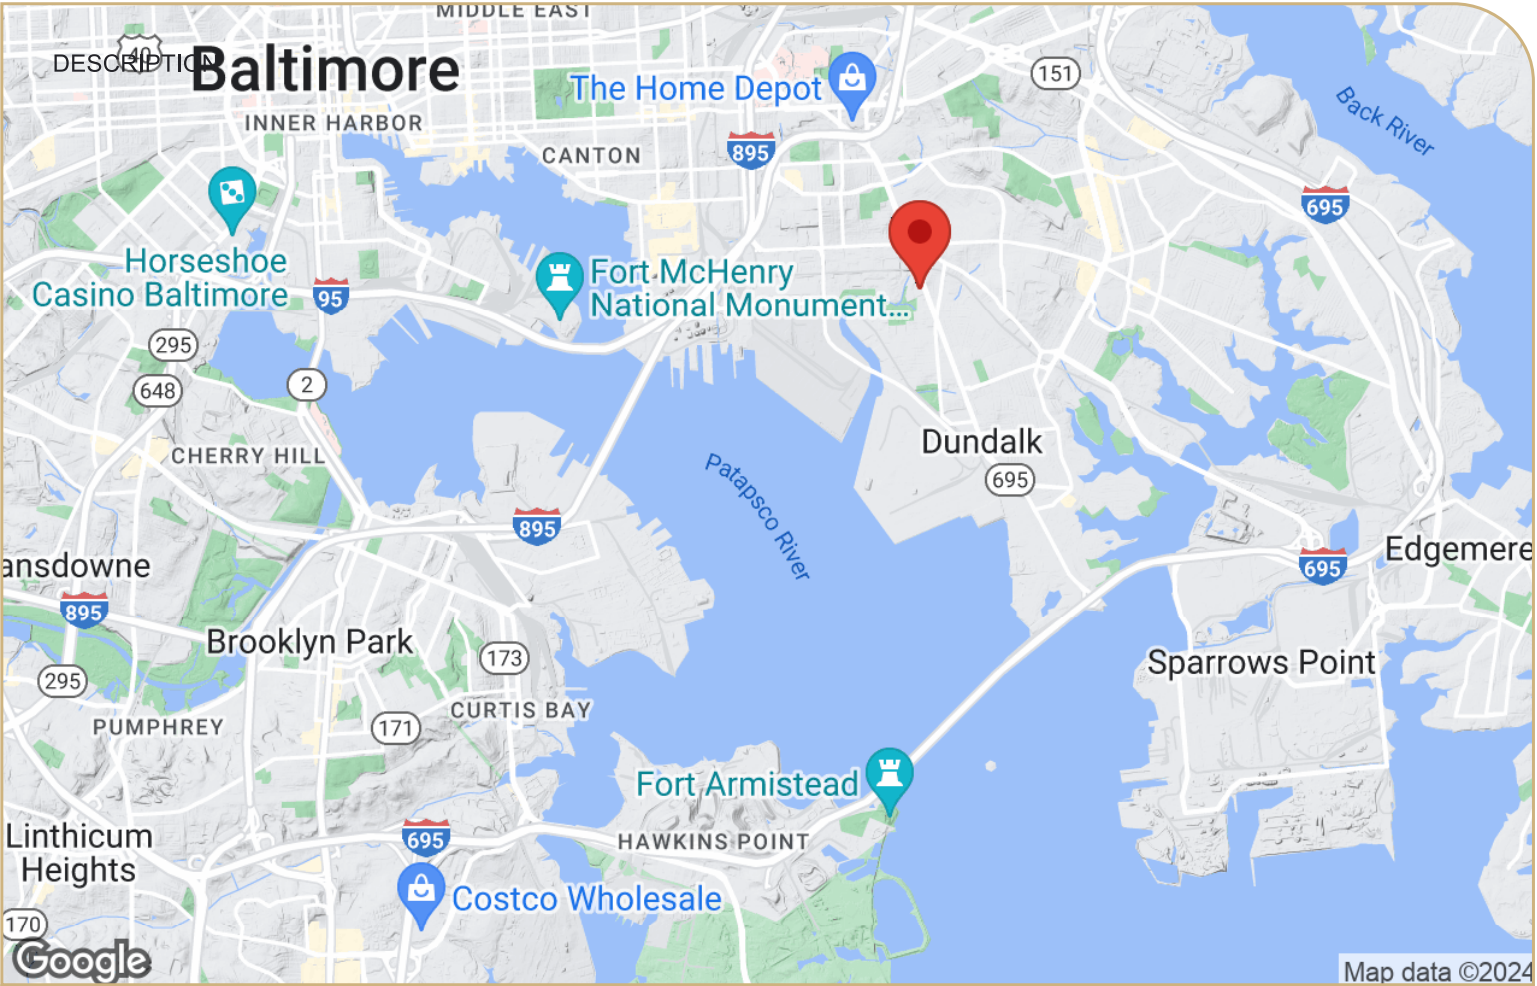 MIDDLE EAST
40
DESCRIPTION
Baltimore
The Home Depot
151
Back River
INNER HARBOR
CANTON
895
695
Horseshoe
Casino Baltimore
95
Fort McHenry
National Monument...
295
648
2
CHERRY HILL
Dundalk
695
Patapsco River
895
ansdowne
Edgemere
695
895
Brooklyn Park
173
Sparrows Point
295
PUMPHREY
171
CURTIS BAY
Fort Armistead
Linthicum
Heights
695
HAWKINS POINT
Costco Wholesale
170
Google
Map data ©2024